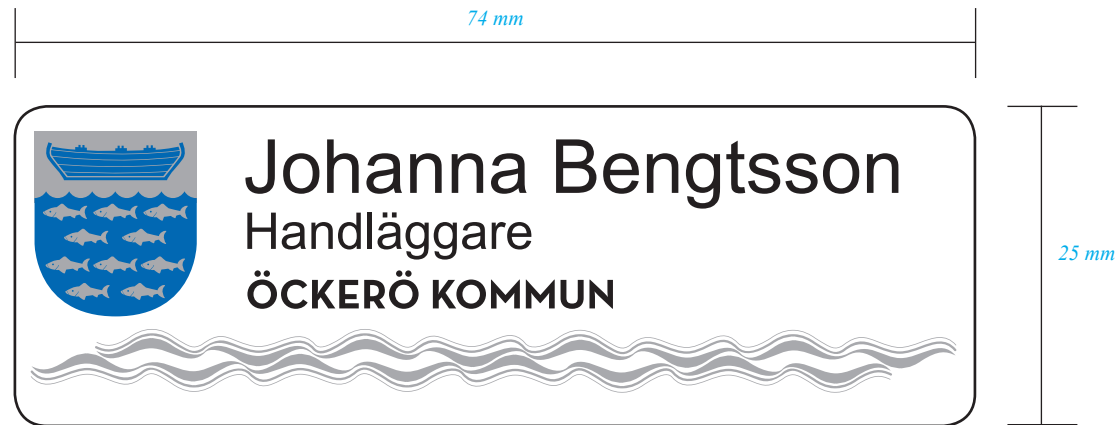 74 mm
Johanna Bengtsson
Handläggare
ÖCKERÖ KOMMUN
25 mm